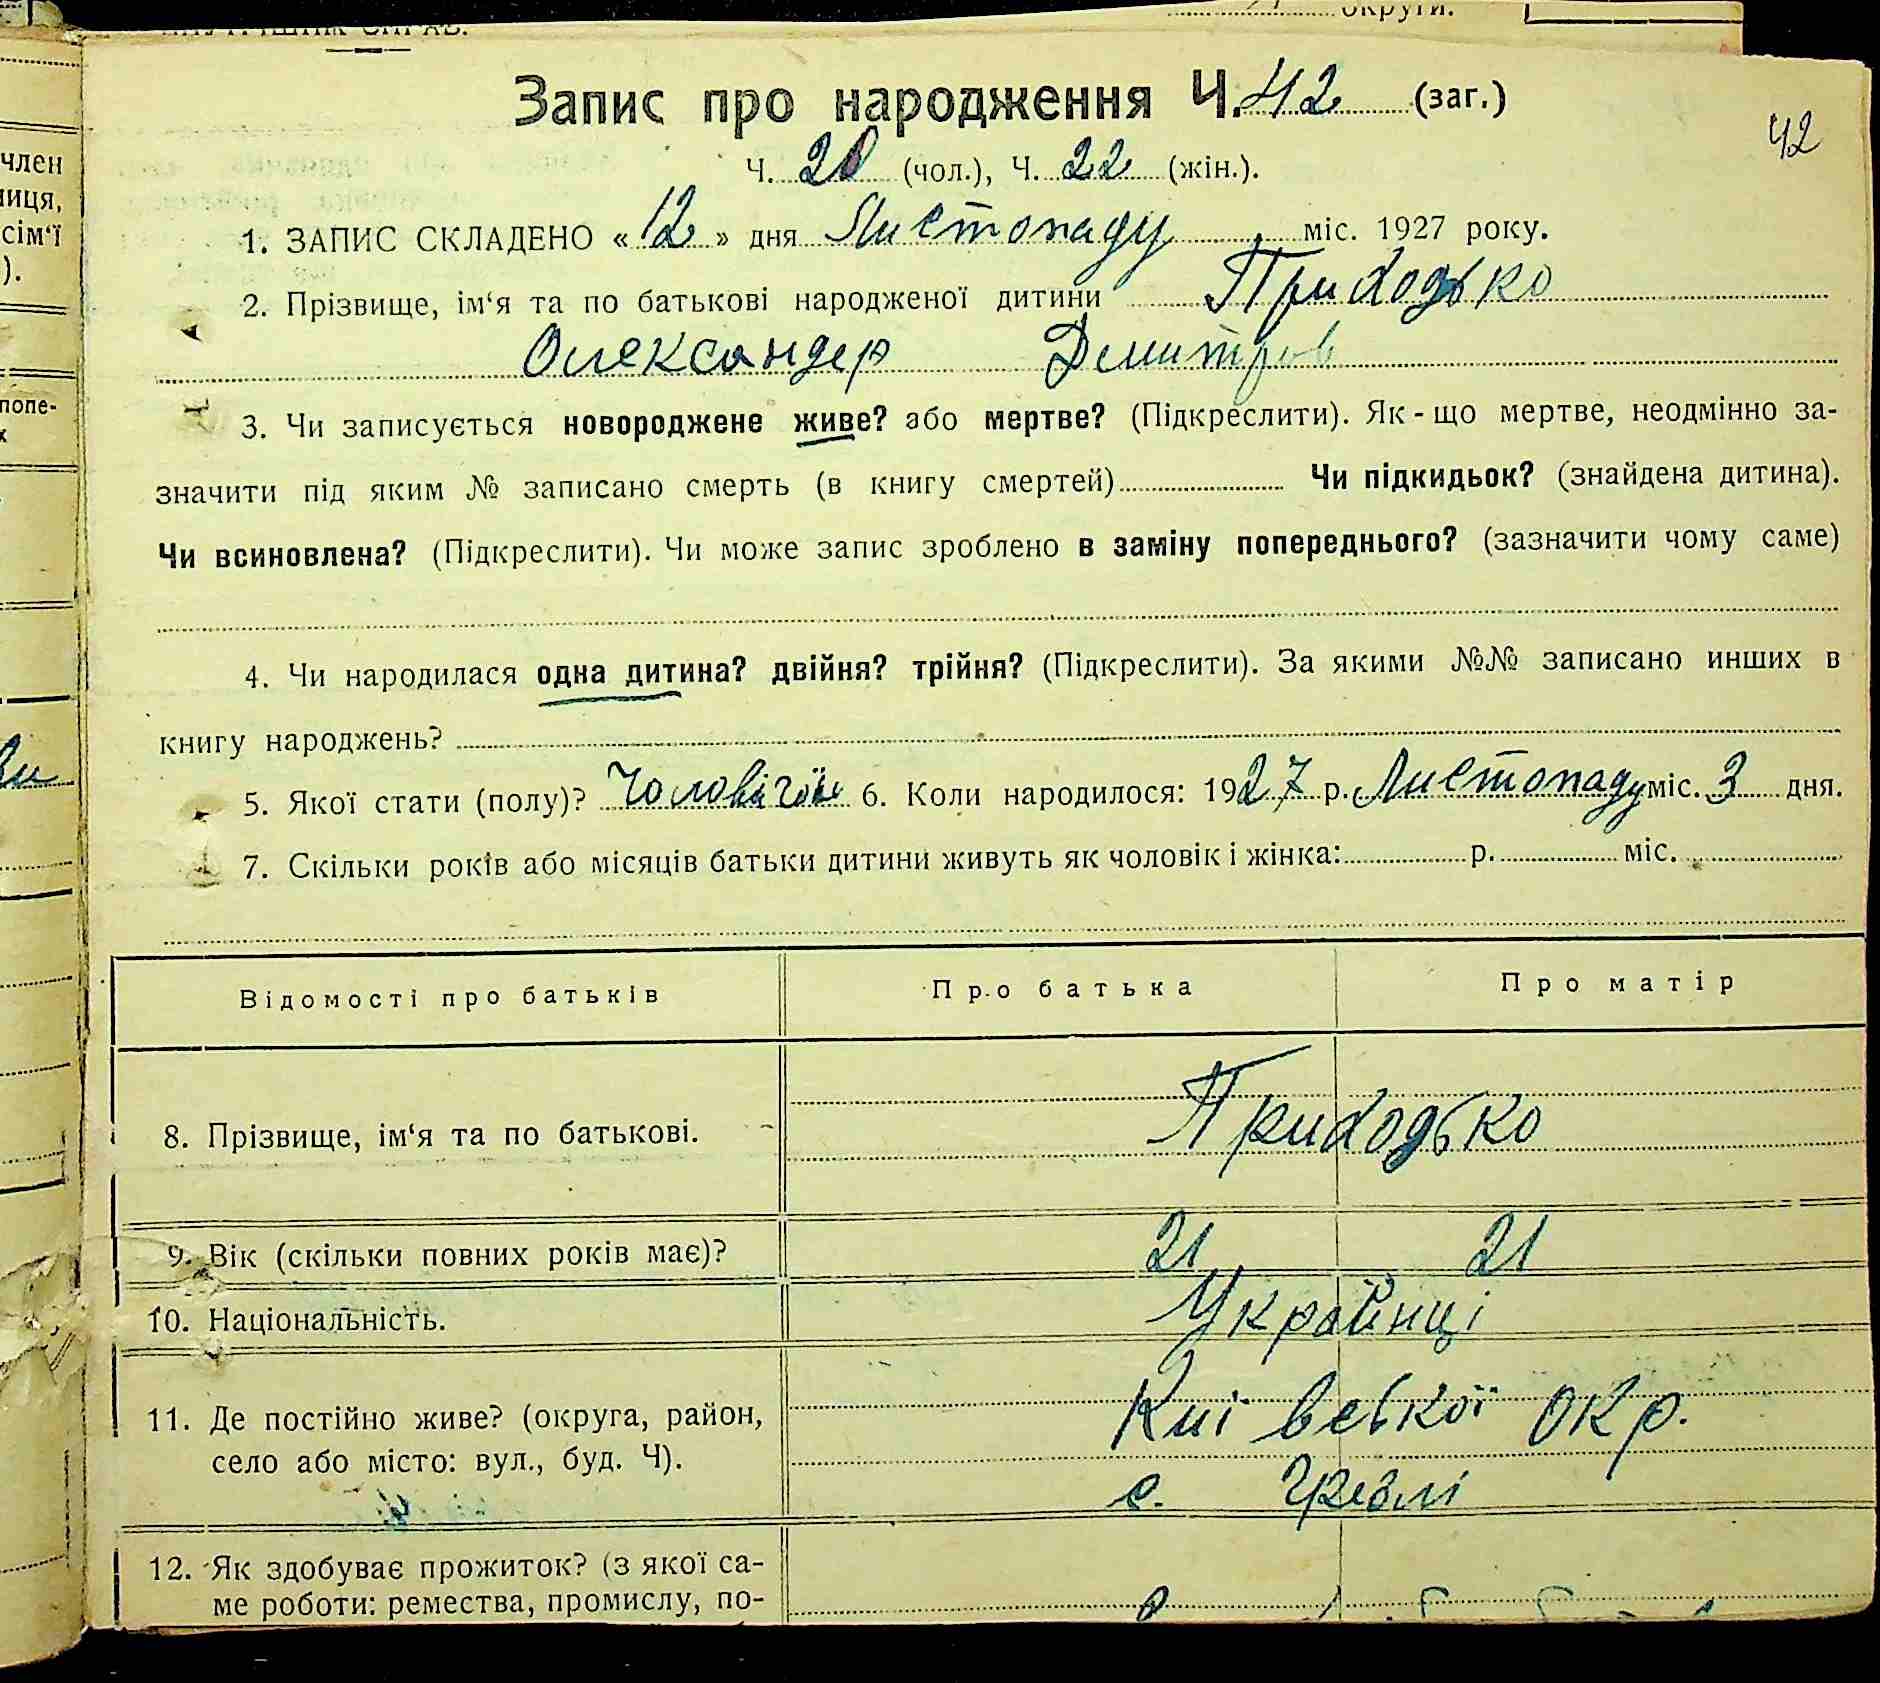 округи.
Запис про народження Ч. 42 (заг.)
42
Ч. 20 (чол.), Ч. 22 (жін.).
1. ЗАПИС СКЛАДЕНО « 12 » дня Листопаду міс. 1927 року.
2. Прізвище, ім‘я та по батькові народженої дитини Приходько
Олександер Дмитров
3. Чи записується новороджене живе? або мертве? (Підкреслити). Як-що мертве, неодмінно за-
значити під яким № записано смерть (в книгу смертей) Чи підкидьок? (знайдена дитина).
Чи всиновлена? (Підкреслити). Чи може запис зроблено в заміну попереднього? (зазначити чому саме)
4. Чи народилася одна дитина? двійня? трійня? (Підкреслити). За якими №№ записано инших в
книгу народжень?
5. Якої стати (полу)? Чоловічої 6. Коли народилося: 1927 р. Листопаду міс. 3 дня.
7. Скільки років або місяців батьки дитини живуть як чоловік і жінка: р. міс.
Відомості про батьків Про батька Про матір
8. Прізвище, ім‘я та по батькові. Приходько
9. Вік (скільки повних років має)? 21 21
10. Національність. Українці
11. Де постійно живе? (округа, район, Київської окр.
село або місто: вул., буд. Ч). с. Греблі
12. Як здобуває прожиток? (з якої са-
ме роботи: ремества, промислу, по-
член
ниця,
сім‘ї
).
попе-